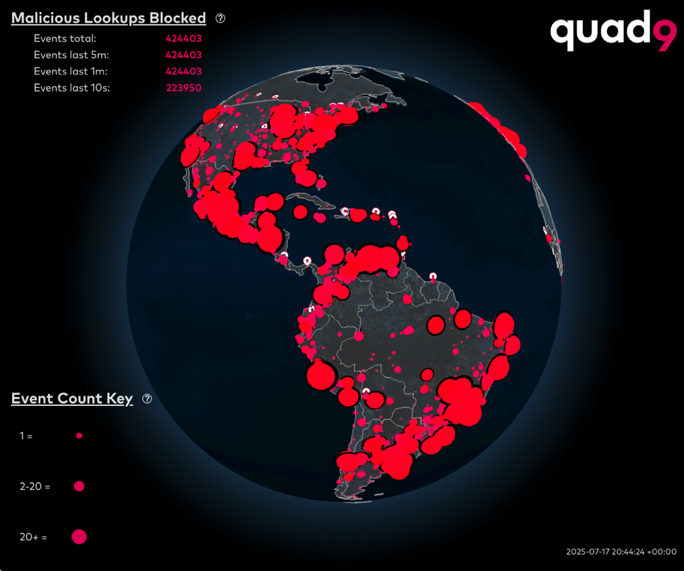 Malicious Lookups Blocked ?
Events total: 424403
Events last 5m: 424403
Events last 1m: 424403
Events last 10s: 223950
quad9
Event Count Key ?
1 =
2-20 =
20+ =
2025-07-17 20:44:24 +00:00